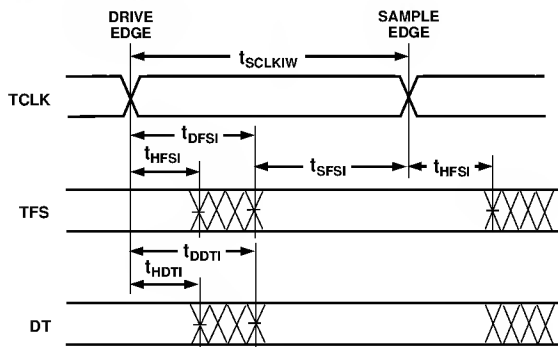 DRIVE EDGE
SAMPLE EDGE
tSCLKIW
TCLK
tDFSI
tHFSI
tSFSI
tHFSI
TFS
tDDTI
tHDTI
DT